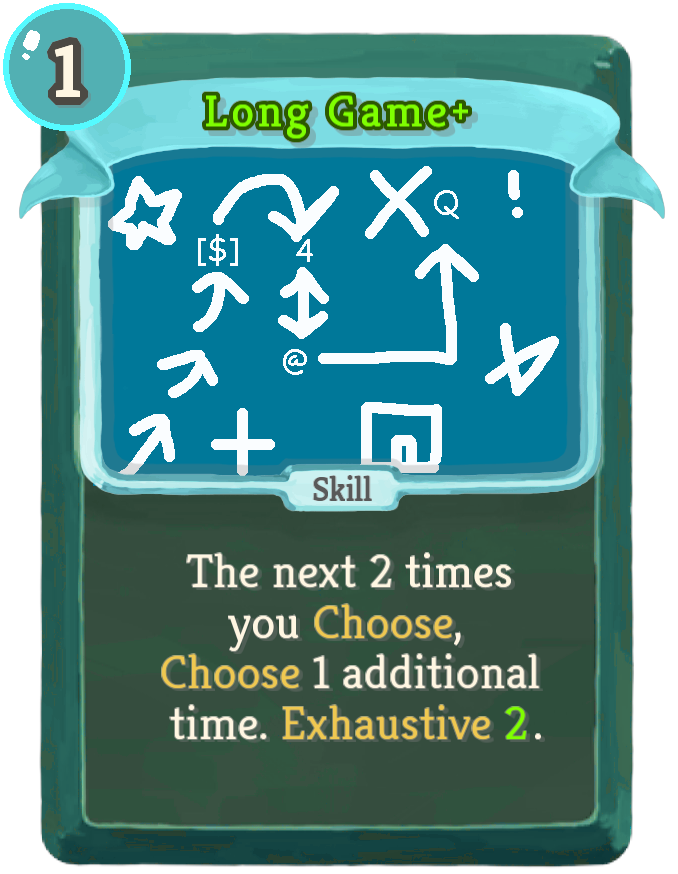 1
Long Game+
Q !
[$] 4
@
Skill
The next 2 times
you Choose,
Choose 1 additional
time. Exhaustive 2.